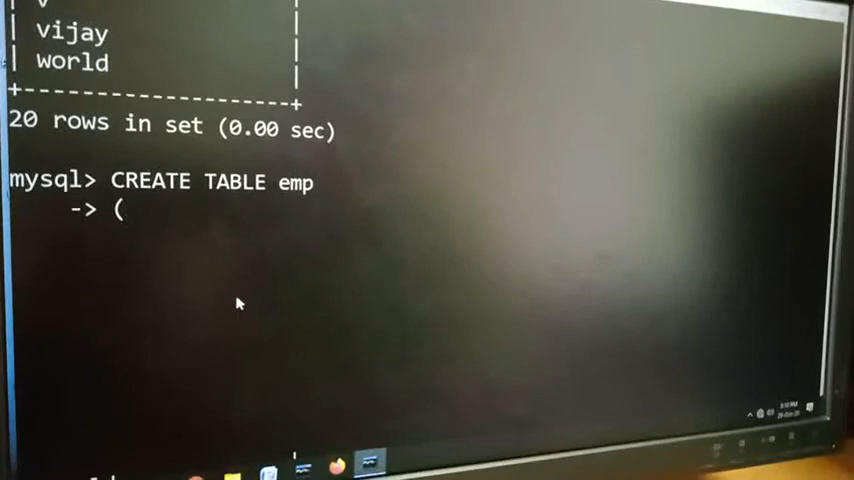 | vijay |
| world |
+--------------------+
20 rows in set (0.00 sec)
mysql> CREATE TABLE emp
-> (